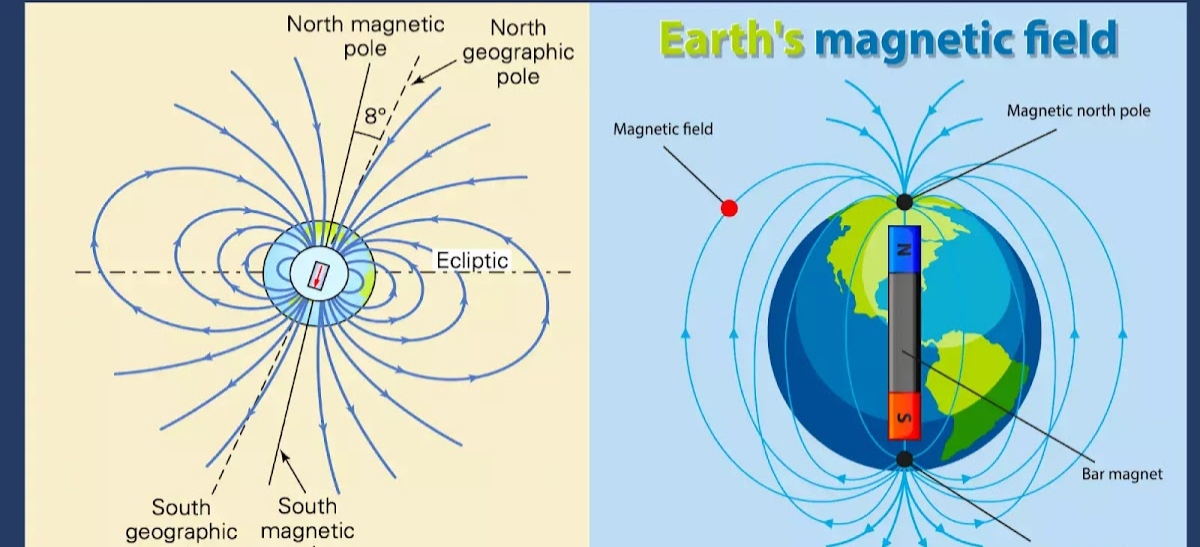 North magnetic
pole
North
geographic
pole
8°
Ecliptic
South
geographic
South
magnetic
Earth's magnetic field
Magnetic north pole
Magnetic field
N
S
Bar magnet